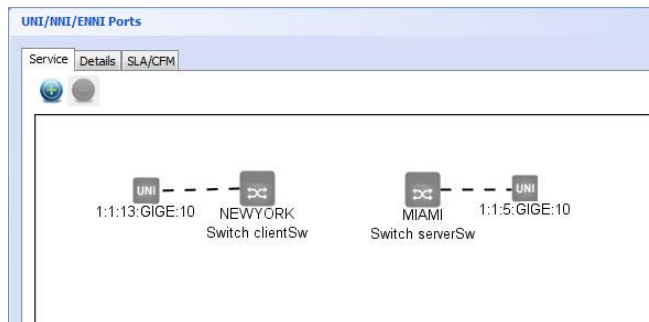 UNI/NNI/ENNI Ports
Service Details SLA/CFM
UNI
1:1:13:GIGE:10
NEWYORK
Switch clientSw
MIAMI
Switch serverSw
UNI
1:1:5:GIGE:10